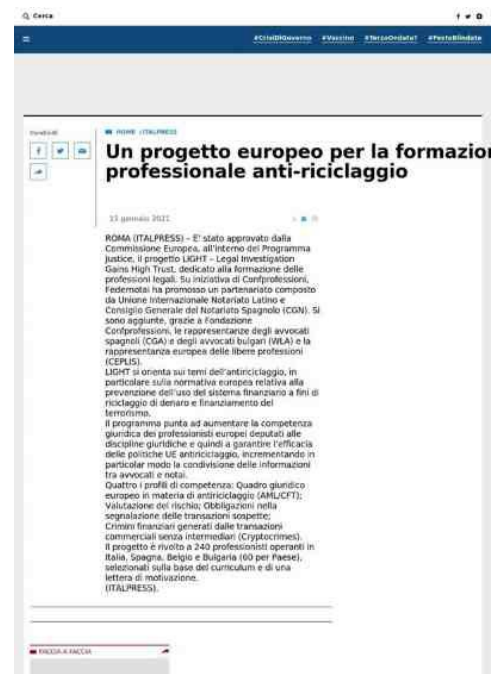 Cerca
#CrisiDiGoverno #Vaccino #TerzaOndata? #FesteBlindate
Condividi
HOME ITALPRESS
Un progetto europeo per la formazion
professionale anti-riciclaggio
15 gennaio 2021
ROMA (ITALPRESS) – E' stato approvato dalla
Commissione Europea, all'interno del Programma
Justice, il progetto LIGHT – Legal Investigation
Gains High Trust, dedicato alla formazione delle
professioni legali. Su iniziativa di Confprofessioni,
Federnotai ha promosso un partenariato composto
da Unione Internazionale Notariato Latino e
Consiglio Generale del Notariato Spagnolo (CGN). Si
sono aggiunte, grazie a Fondazione
Confprofessioni, le rappresentanze degli avvocati
spagnoli (CGA) e degli avvocati bulgari (WLA) e la
rappresentanza europea delle libere professioni
(CEPLIS).
LIGHT si orienta sui temi dell'antiriciclaggio, in
particolare sulla normativa europea relativa alla
prevenzione dell'uso del sistema finanziario a fini di
riciclaggio di denaro e finanziamento del
terrorismo.
Il programma punta ad aumentare la competenza
giuridica dei professionisti europei deputati alle
discipline giuridiche e quindi a garantire l'efficacia
delle politiche UE antiriciclaggio, incrementando in
particolar modo la condivisione delle informazioni
tra avvocati e notai.
Quattro i profili di competenza: Quadro giuridico
europeo in materia di antiriciclaggio (AML/CFT);
Valutazione del rischio; Obbligazioni nella
segnalazione delle transazioni sospette;
Crimini finanziari generati dalle transazioni
commerciali senza intermediari (Cryptocrimes).
Il progetto è rivolto a 240 professionisti operanti in
Italia, Spagna, Belgio e Bulgaria (60 per Paese),
selezionati sulla base del curriculum e di una
lettera di motivazione.
(ITALPRESS).
FACCIA A FACCIA